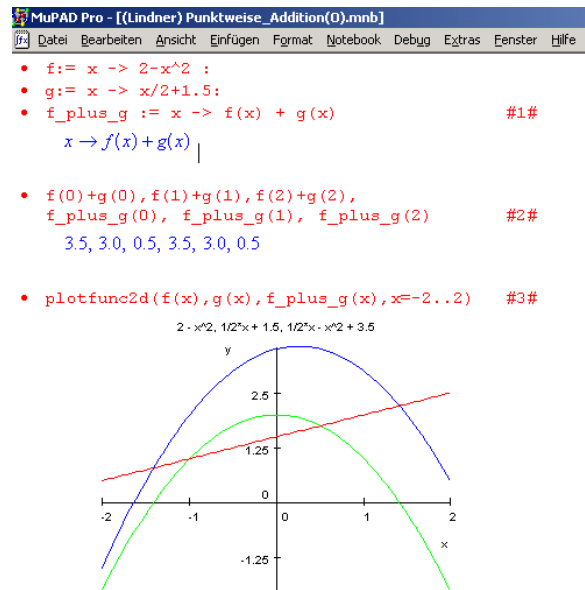 MuPAD Pro - [(Lindner) Punktweise_Addition(0).mnb]
Datei Bearbeiten Ansicht Einfügen Format Notebook Debug Extras Fenster Hilfe
• f:= x -> 2-x^2 :
• g:= x -> x/2+1.5:
• f_plus_g := x -> f(x) + g(x) #1#
x → f(x) + g(x)
• f(0)+g(0),f(1)+g(1),f(2)+g(2),
f_plus_g(0), f_plus_g(1), f_plus_g(2) #2#
3.5, 3.0, 0.5, 3.5, 3.0, 0.5
• plotfunc2d(f(x),g(x),f_plus_g(x),x=-2..2) #3#
2 - x^2, 1/2*x + 1.5, 1/2*x - x^2 + 3.5
y
2.5
1.25
0
-2 -1 0 1 2
x
-1.25